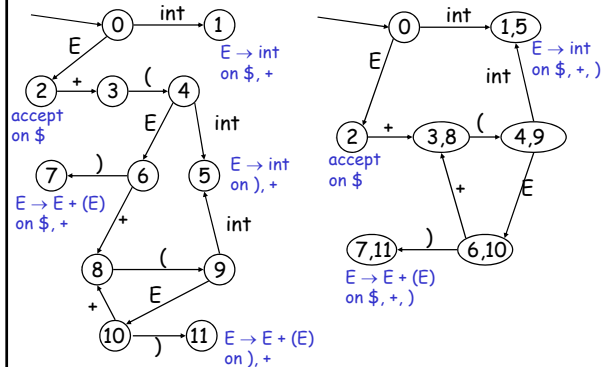 0
int
1
E
E → int
on $, +
2
+
3
(
4
accept
on $
E
int
7
)
6
5
E → int
on ), +
E → E + (E)
on $, +
+
int
8
(
9
+
E
10
)
11
E → E + (E)
on ), +
0
int
1,5
E
E → int
on $, +, )
int
2
+
3,8
(
4,9
accept
on $
+
E
7,11
)
6,10
E → E + (E)
on $, +, )